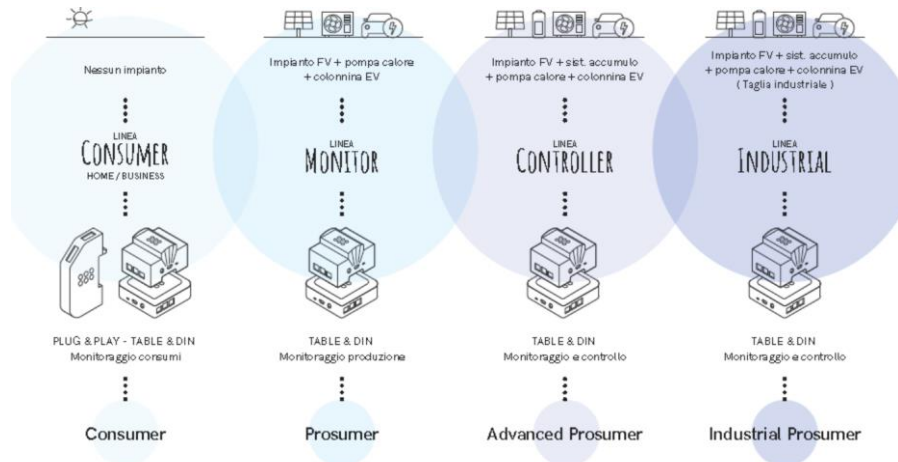 Nessun impianto
LINEA
CONSUMER
HOME / BUSINESS
PLUG & PLAY - TABLE & DIN
Monitoraggio consumi
Consumer
Impianto FV + pompa calore
+ colonnina EV
LINEA
MONITOR
TABLE & DIN
Monitoraggio produzione
Prosumer
Impianto FV + sist. accumulo
+ pompa calore + colonnina EV
LINEA
CONTROLLER
TABLE & DIN
Monitoraggio e controllo
Advanced Prosumer
Impianto FV + sist. accumulo
+ pompa calore + colonnina EV
( Taglia industriale )
LINEA
INDUSTRIAL
TABLE & DIN
Monitoraggio e controllo
Industrial Prosumer